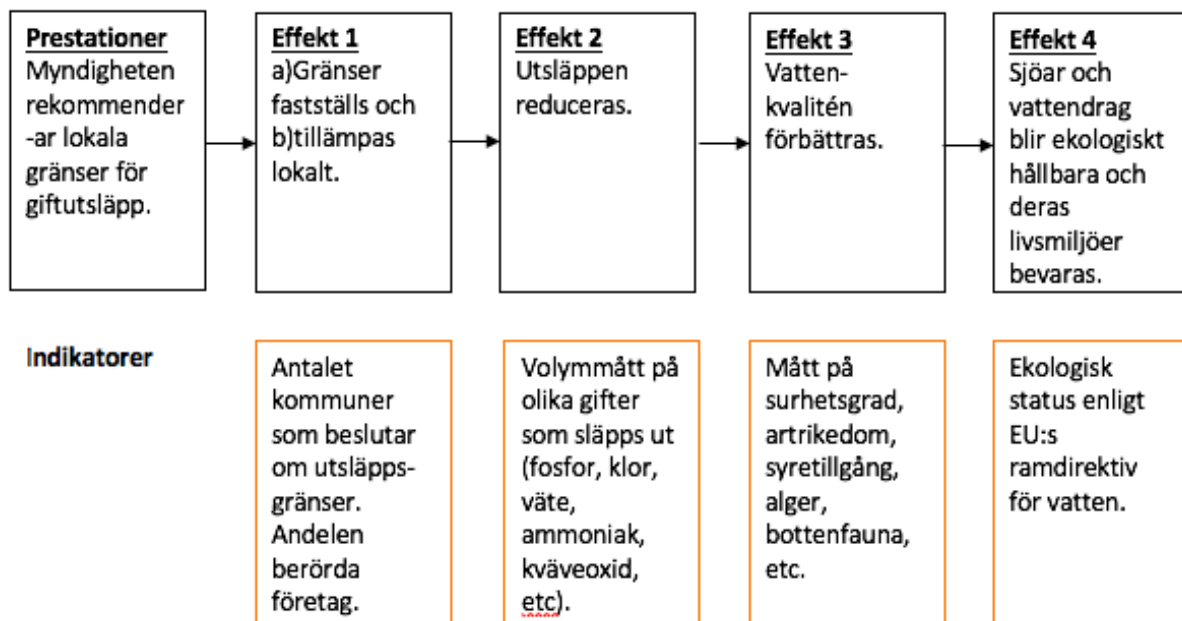 Prestationer
Myndigheten
rekommender
-ar lokala
gränser för
giftutsläpp.
Effekt 1
a)Gränser
fastställs och
b)tillämpas
lokalt.
Effekt 2
Utsläppen
reduceras.
Effekt 3
Vatten-
kvalitén
förbättras.
Effekt 4
Sjöar och
vattendrag
blir ekologiskt
hållbara och
deras
livsmiljöer
bevaras.
Indikatorer
Antalet
kommuner
som beslutar
om utsläpps-
gränser.
Andelen
berörda
företag.
Volymmått på
olika gifter
som släpps ut
(fosfor, klor,
väte,
ammoniak,
kväveoxid,
etc).
Mått på
surhetsgrad,
artrikedom,
syretillgång,
alger,
bottenfauna,
etc.
Ekologisk
status enligt
EU:s
ramdirektiv
för vatten.